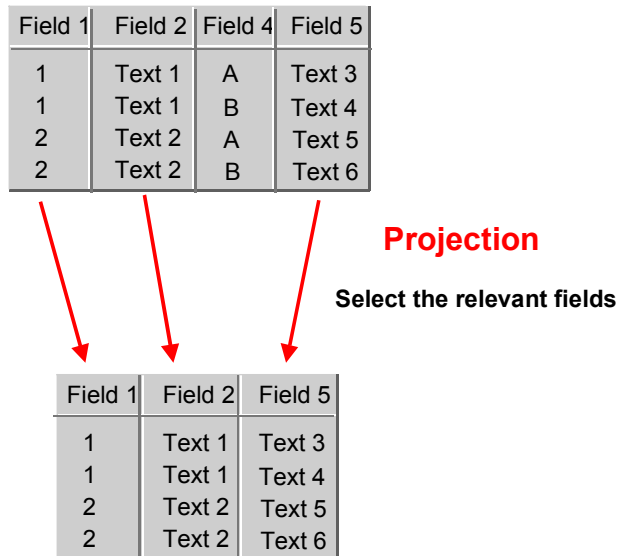 Field 1 Field 2 Field 4 Field 5
1 Text 1 A Text 3
1 Text 1 B Text 4
2 Text 2 A Text 5
2 Text 2 B Text 6
Projection
Select the relevant fields
Field 1 Field 2 Field 5
1 Text 1 Text 3
1 Text 1 Text 4
2 Text 2 Text 5
2 Text 2 Text 6